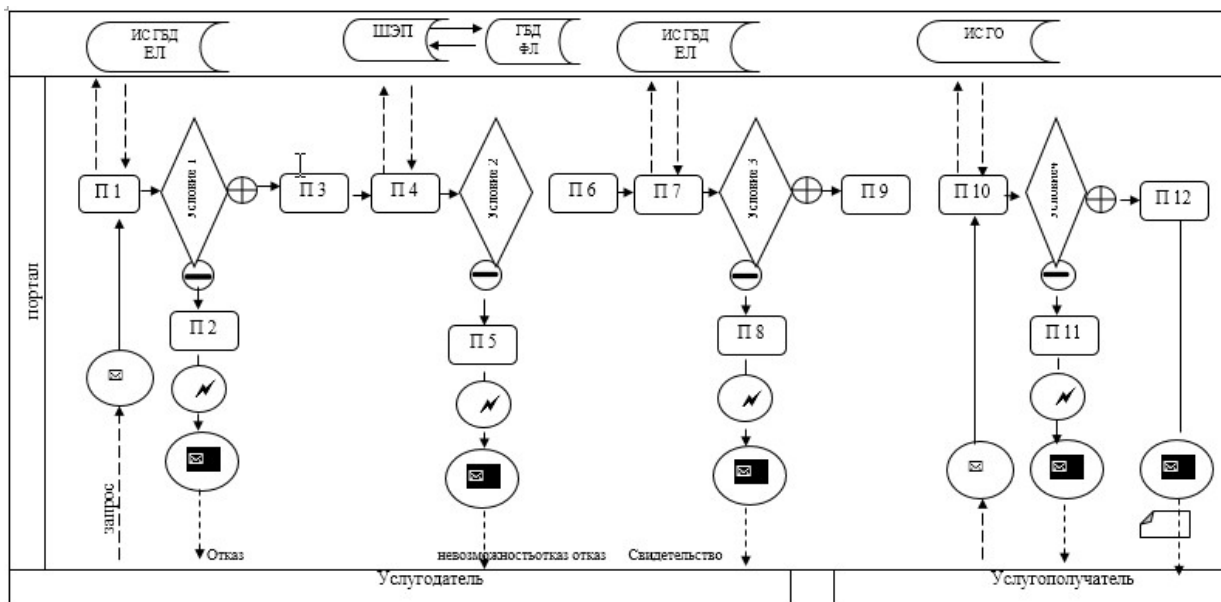 ИС ГБД
ЕЛ
ШЭП
ГБД
ФЛ
ИС ГБД
ЕЛ
ИС ГО
портал
П 1
Условие 1
П 3
П 4
Условие 2
П 6
П 7
Условие 3
П 9
П 10
П 12
П 2
П 5
П 8
П 11
запрос
Отказ
невозможностьотказ отказ
Свидетельство
Услугодатель
Услугополучатель